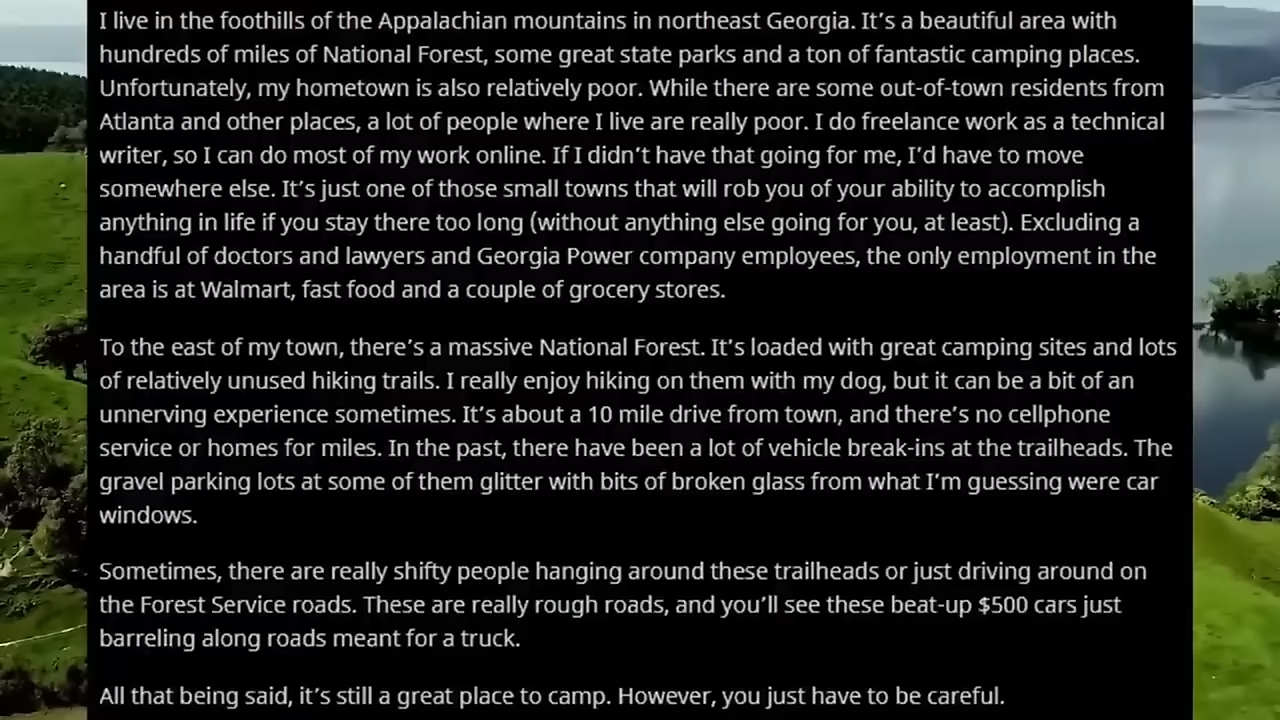 I live in the foothills of the Appalachian mountains in northeast Georgia. It’s a beautiful area with
hundreds of miles of National Forest, some great state parks and a ton of fantastic camping places.
Unfortunately, my hometown is also relatively poor. While there are some out-of-town residents from
Atlanta and other places, a lot of people where I live are really poor. I do freelance work as a technical
writer, so I can do most of my work online. If I didn’t have that going for me, I’d have to move
somewhere else. It’s just one of those small towns that will rob you of your ability to accomplish
anything in life if you stay there too long (without anything else going for you, at least). Excluding a
handful of doctors and lawyers and Georgia Power company employees, the only employment in the
area is at Walmart, fast food and a couple of grocery stores.
To the east of my town, there’s a massive National Forest. It’s loaded with great camping sites and lots
of relatively unused hiking trails. I really enjoy hiking on them with my dog, but it can be a bit of an
unnerving experience sometimes. It’s about a 10 mile drive from town, and there’s no cellphone
service or homes for miles. In the past, there have been a lot of vehicle break-ins at the trailheads. The
gravel parking lots at some of them glitter with bits of broken glass from what I’m guessing were car
windows.
Sometimes, there are really shifty people hanging around these trailheads or just driving around on
the Forest Service roads. These are really rough roads, and you’ll see these beat-up $500 cars just
barreling along roads meant for a truck.
All that being said, it’s still a great place to camp. However, you just have to be careful.